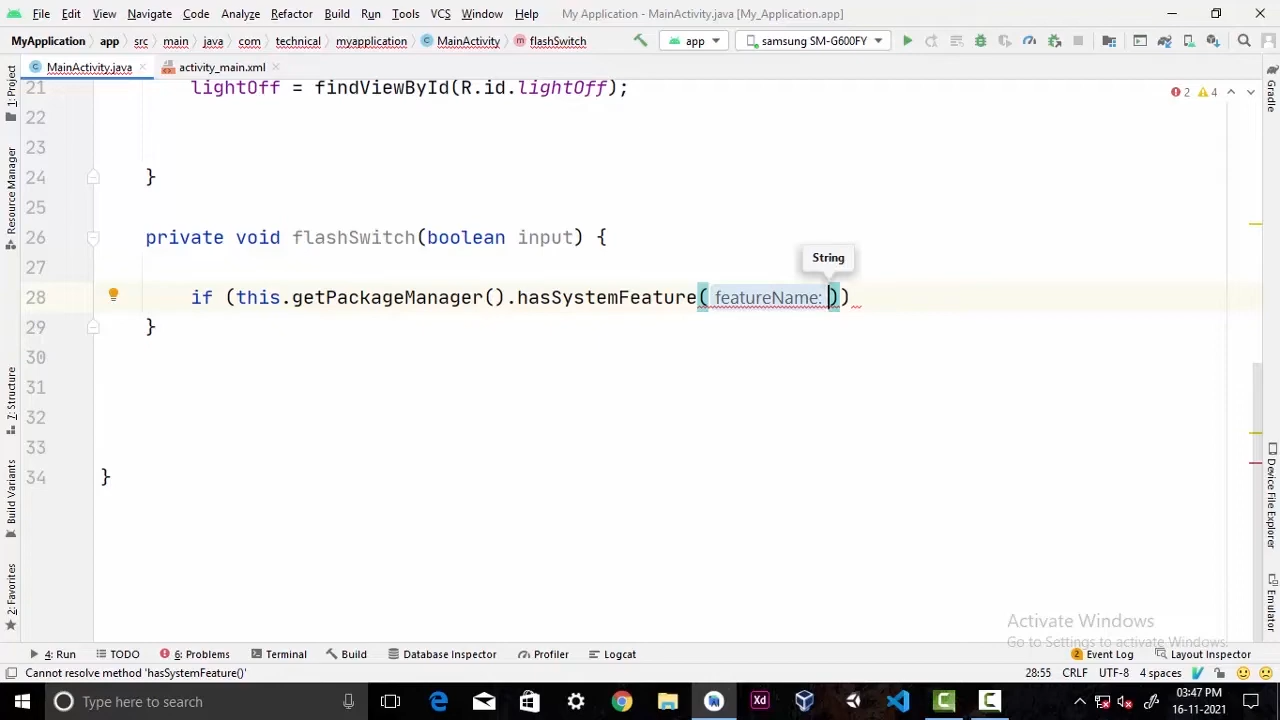 File Edit View Navigate Code Analyze Refactor Build Run Tools VCS Window Help My Application - MainActivity.java [My_Application.app]
MyApplication app src main java com technical myapplication MainActivity flashSwitch app samsung SM-G600FY
MainActivity.java activity_main.xml
21 lightOff = findViewById(R.id.lightOff);
2 4
22
23
24 }
25
26 private void flashSwitch(boolean input) {
String
27
28 if (this.getPackageManager().hasSystemFeature( featureName: ))
29 }
30
31
32
33
34 }
1: Project
Resource Manager
7: Structure
Build Variants
2: Favorites
Gradle
Device File Explorer
Emulator
Activate Windows
Go to Settings to activate Windows.
4: Run TODO 6: Problems Terminal Build Database Inspector Profiler Logcat 2 Event Log Layout Inspector
Cannot resolve method 'hasSystemFeature()' 28:55 CRLF UTF-8 4 spaces
Type here to search
Xd
03:47 PM
16-11-2021